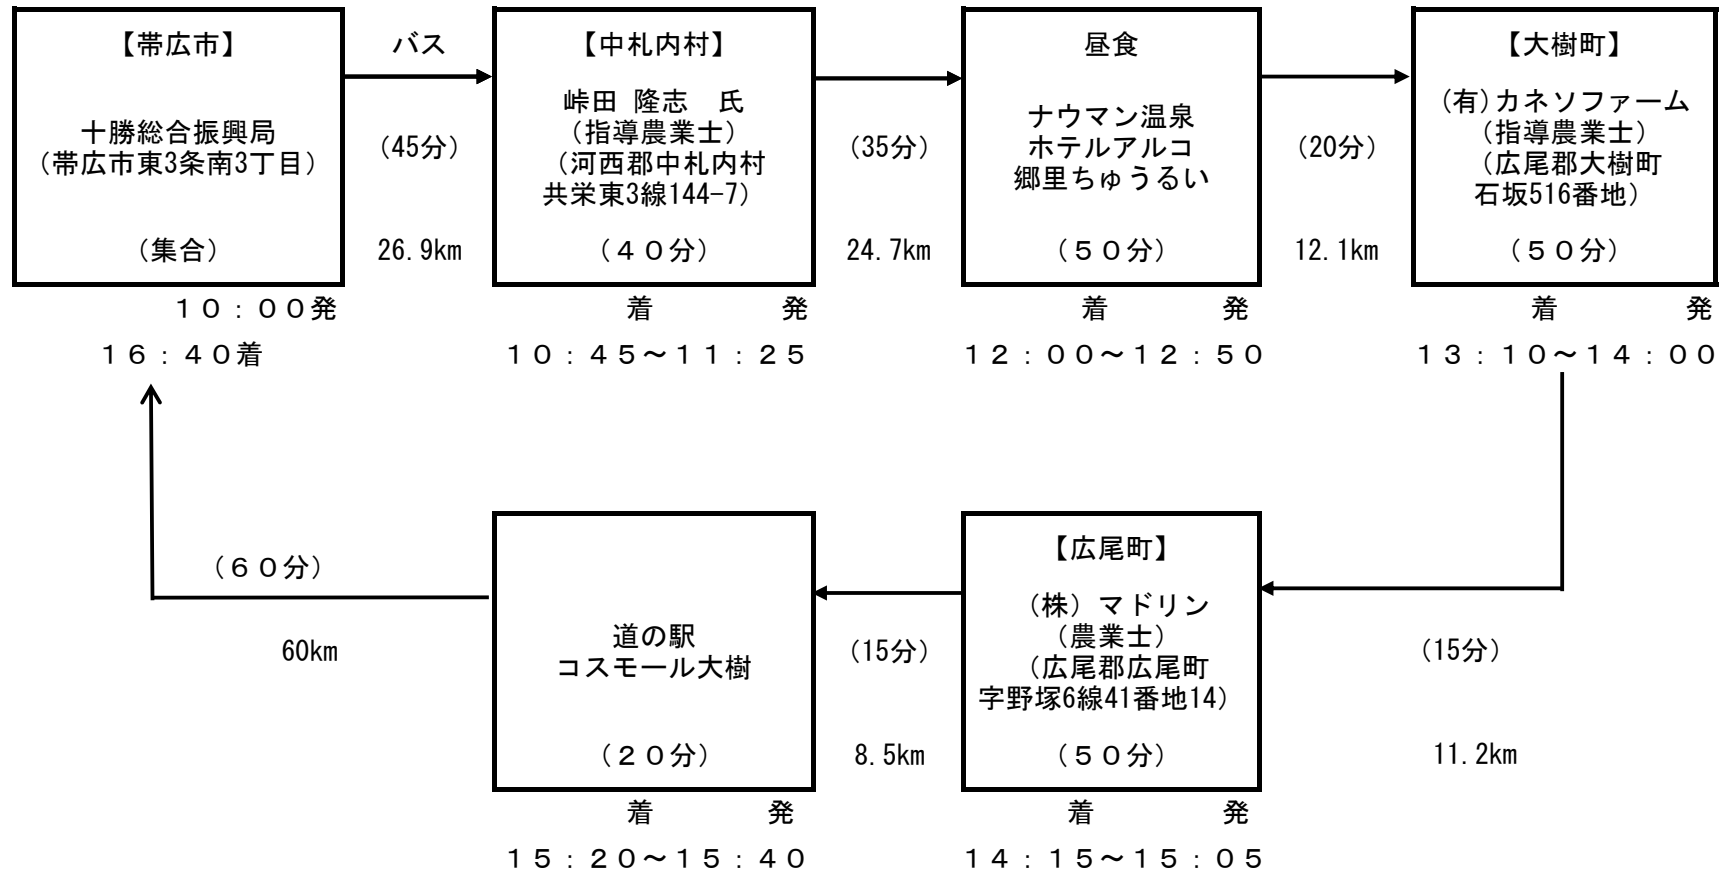 【帯広市】
十勝総合振興局
(帯広市東3条南3丁目)
(集合)
１０：００発
１６：４０着
バス
(45分)
26.9km
【中札内村】
峠田 隆志　氏
(指導農業士)
(河西郡中札内村
共栄東3線144-7)
(４０分)
着　発
１０：４５～１１：２５
(35分)
24.7km
昼食
ナウマン温泉
ホテルアルコ
郷里ちゅうるい
(５０分)
着　発
１２：００～１２：５０
(20分)
12.1km
【大樹町】
(有)カネソファーム
(指導農業士)
(広尾郡大樹町
石坂516番地)
(５０分)
着　発
１３：１０～１４：００
(15分)
11.2km
【広尾町】
(株) マドリン
(農業士)
(広尾郡広尾町
字野塚6線41番地14)
(５０分)
着　発
１４：１５～１５：０５
(15分)
8.5km
道の駅
コスモール大樹
(２０分)
着　発
１５：２０～１５：４０
(６０分)
60km